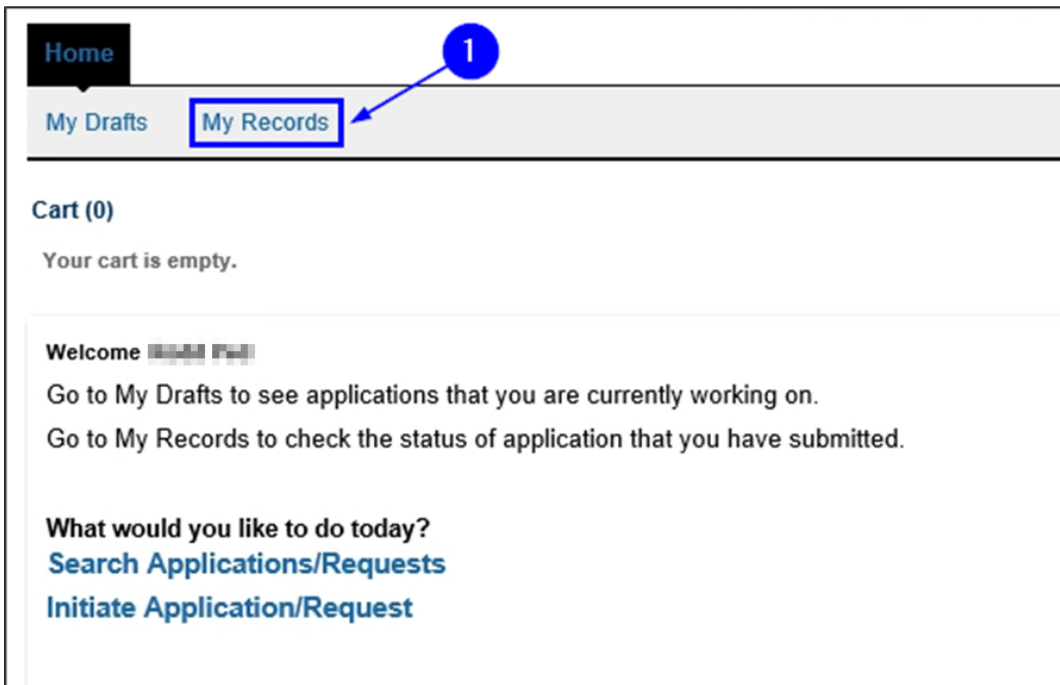 Home
1
My Drafts My Records
Cart (0)
Your cart is empty.
Welcome
Go to My Drafts to see applications that you are currently working on.
Go to My Records to check the status of application that you have submitted.
What would you like to do today?
Search Applications/Requests
Initiate Application/Request